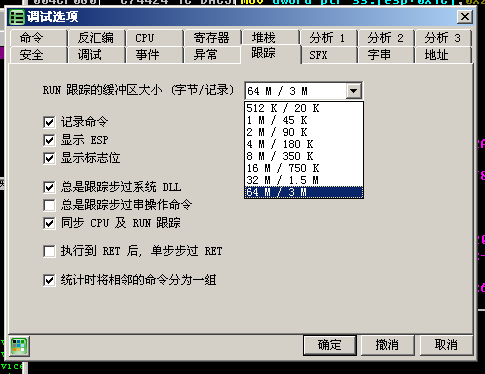 mov dword ptr ss:[esp
调试选项
命令 反汇编 CPU 寄存器 堆栈 分析 1 分析 2 分析 3
安全 调试 事件 异常 跟踪 SFX 字串 地址
RUN 跟踪的缓冲区大小 (字节/记录) 64 M / 3 M
512 K / 20 K
1 M / 45 K
2 M / 90 K
4 M / 180 K
8 M / 350 K
16 M / 750 K
32 M / 1.5 M
64 M / 3 M
记录命令
显示 ESP
显示标志位
总是跟踪步过系统 DLL
总是跟踪步过串操作命令
同步 CPU 及 RUN 跟踪
执行到 RET 后, 单步步过 RET
统计时将相邻的命令分为一组
确定 撤消 取消